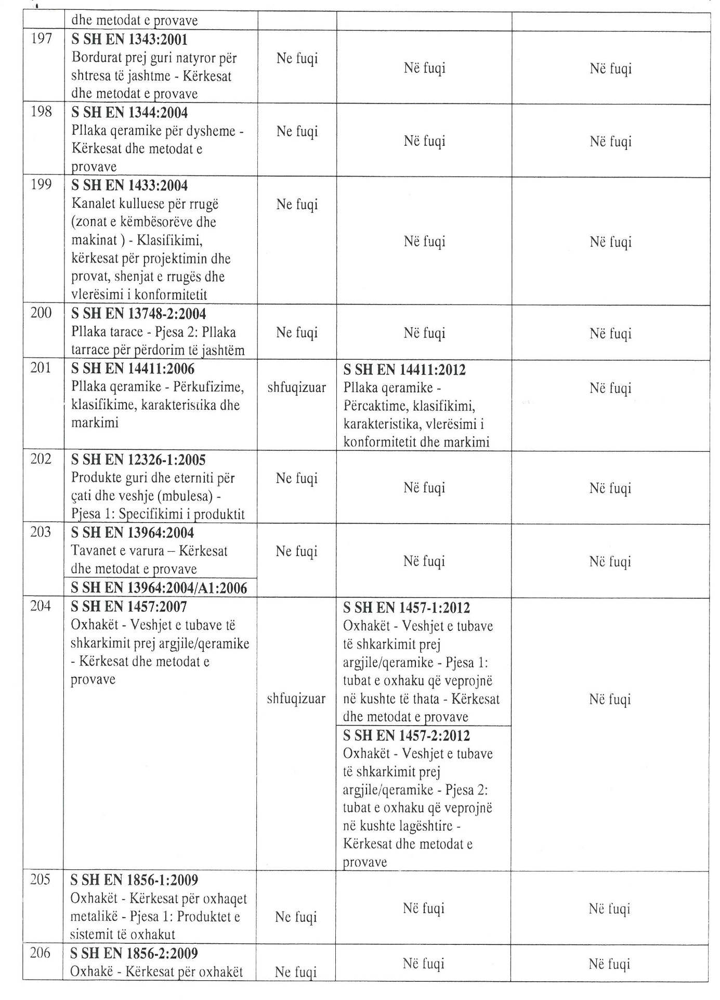 dhe metodat e provave
197
S SH EN 1343:2001
Bordurat prej guri natyror për
shtresa të jashtme - Kërkesat
dhe metodat e provave
Ne fuqi
Në fuqi
Në fuqi
198
S SH EN 1344:2004
Pllaka qeramike për dysheme -
Kërkesat dhe metodat e
provave
Ne fuqi
Në fuqi
Në fuqi
199
S SH EN 1433:2004
Kanalet kulluese për rrugë
(zonat e këmbësorëve dhe
makinat ) - Klasifikimi,
kërkesat për projektimin dhe
provat, shenjat e rrugës dhe
vlerësimi i konformitetit
Ne fuqi
Në fuqi
Në fuqi
200
S SH EN 13748-2:2004
Pllaka tarace - Pjesa 2: Pllaka
tarrace për përdorim të jashtëm
Ne fuqi
Në fuqi
Në fuqi
201
S SH EN 14411:2006
Pllaka qeramike - Përkufizime,
klasifikime, karakteristika dhe
markimi
shfuqizuar
S SH EN 14411:2012
Pllaka qeramike -
Përcaktime, klasifikimi,
karakteristika, vlerësimi i
konformitetit dhe markimi
Në fuqi
202
S SH EN 12326-1:2005
Produkte guri dhe eterniti për
çati dhe veshje (mbulesa) -
Pjesa 1: Specifikimi i produktit
Ne fuqi
Në fuqi
Në fuqi
203
S SH EN 13964:2004
Tavanet e varura – Kërkesat
dhe metodat e provave
S SH EN 13964:2004/A1:2006
Ne fuqi
Në fuqi
Në fuqi
204
S SH EN 1457:2007
Oxhakët - Veshjet e tubave të
shkarkimit prej argjile/qeramike
- Kërkesat dhe metodat e
provave
shfuqizuar
S SH EN 1457-1:2012
Oxhakët - Veshjet e tubave
të shkarkimit prej
argjile/qeramike - Pjesa 1:
tubat e oxhaku që veprojnë
në kushte të thata - Kërkesat
dhe metodat e provave
S SH EN 1457-2:2012
Oxhakët - Veshjet e tubave
të shkarkimit prej
argjile/qeramike - Pjesa 2:
tubat e oxhaku që veprojnë
në kushte lagështire -
Kërkesat dhe metodat e
provave
Në fuqi
205
S SH EN 1856-1:2009
Oxhakët - Kërkesat për oxhaqet
metalikë - Pjesa 1: Produktet e
sistemit të oxhakut
Ne fuqi
Në fuqi
Në fuqi
206
S SH EN 1856-2:2009
Oxhakë - Kërkesat për oxhakët
Ne fuqi
Në fuqi
Në fuqi